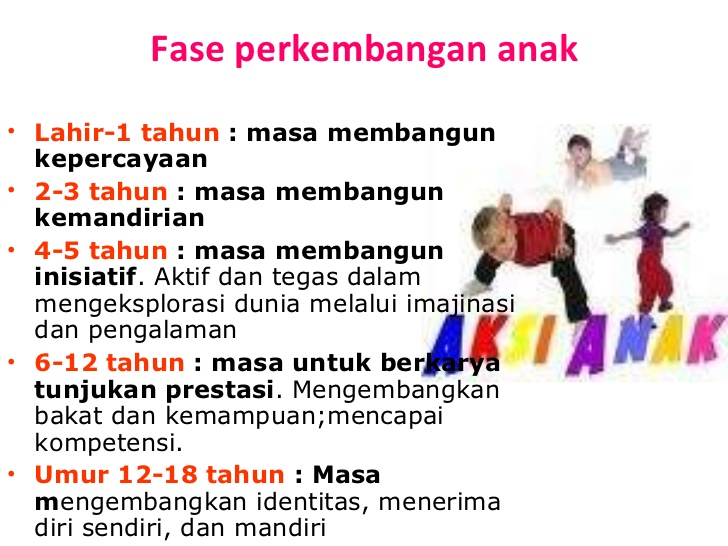 Fase perkembangan anak
• Lahir-1 tahun : masa membangun
kepercayaan
• 2-3 tahun : masa membangun
kemandirian
• 4-5 tahun : masa membangun
inisiatif. Aktif dan tegas dalam
mengeksplorasi dunia melalui imajinasi
dan pengalaman
• 6-12 tahun : masa untuk berkarya
tunjukan prestasi. Mengembangkan
bakat dan kemampuan;mencapai
kompetensi.
• Umur 12-18 tahun : Masa
mengembangkan identitas, menerima
diri sendiri, dan mandiri
AKSI ANAK